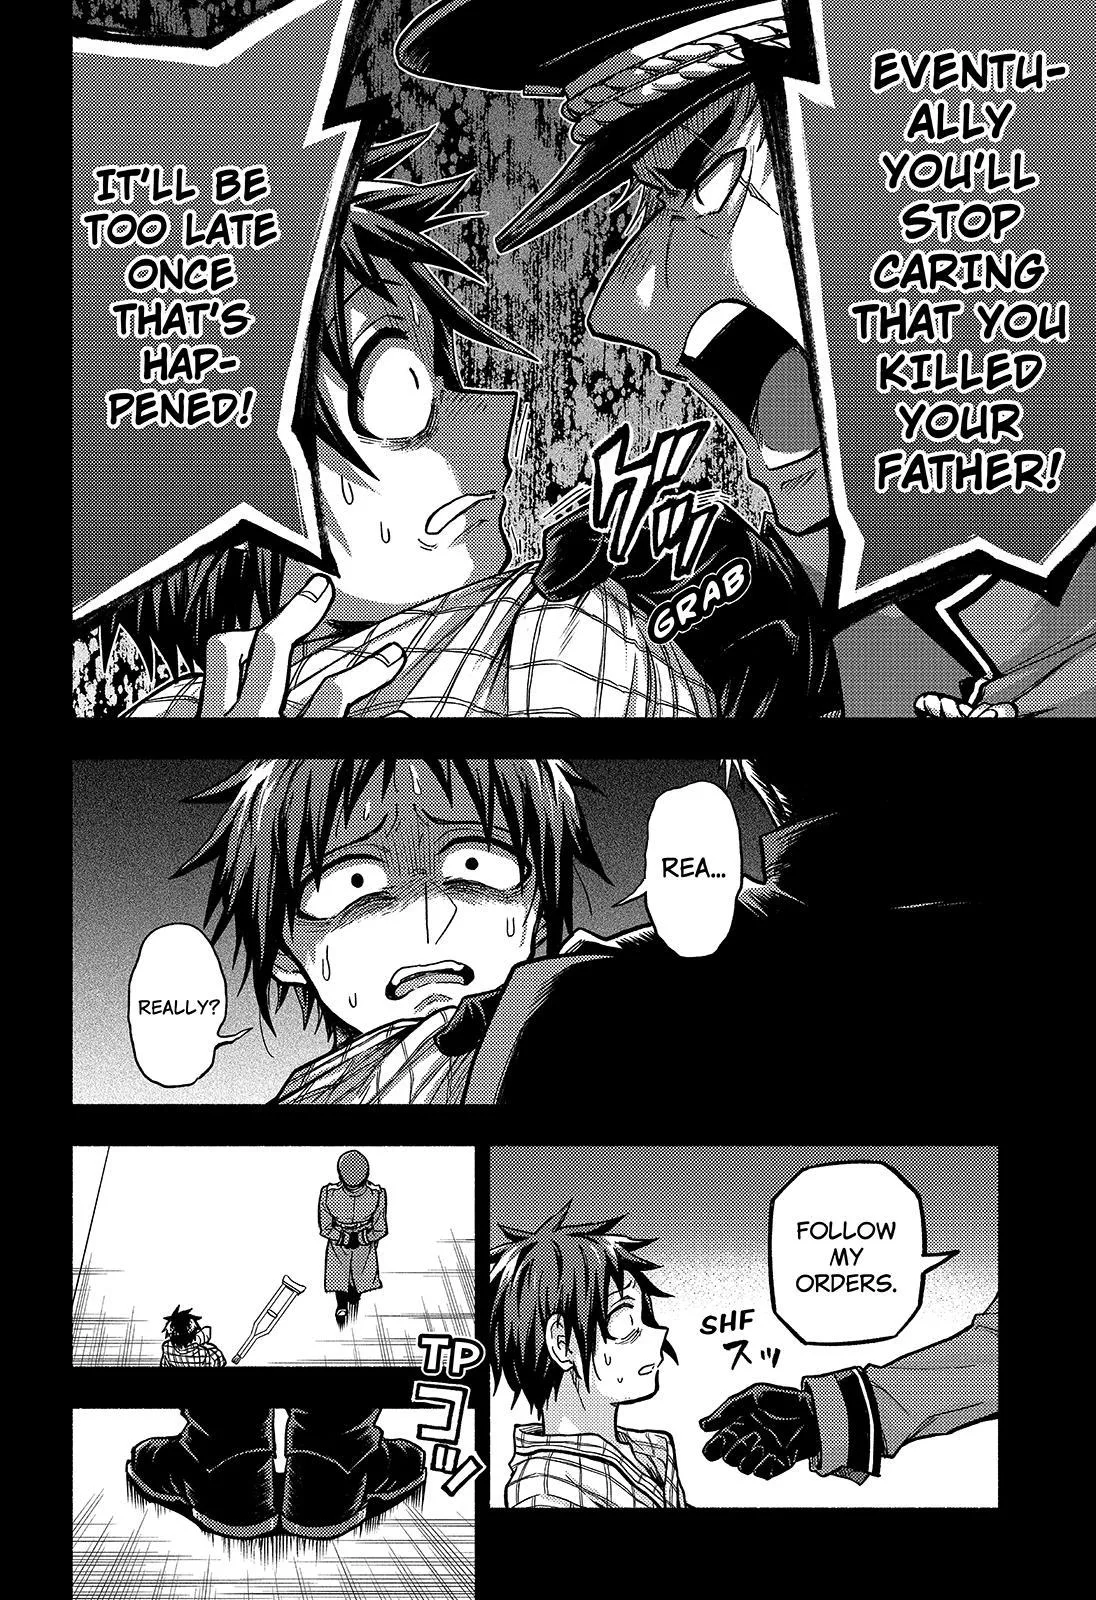 EVENTU-
ALLY
YOU'LL
STOP
CARING
THAT YOU
KILLED
YOUR
FATHER!
IT'LL BE
TOO LATE
ONCE
THAT'S
HAP-
PENED!
ガッ
GRAB
REA...
REALLY?
FOLLOW
MY
ORDERS.
SHF
スッ
TP
コッ